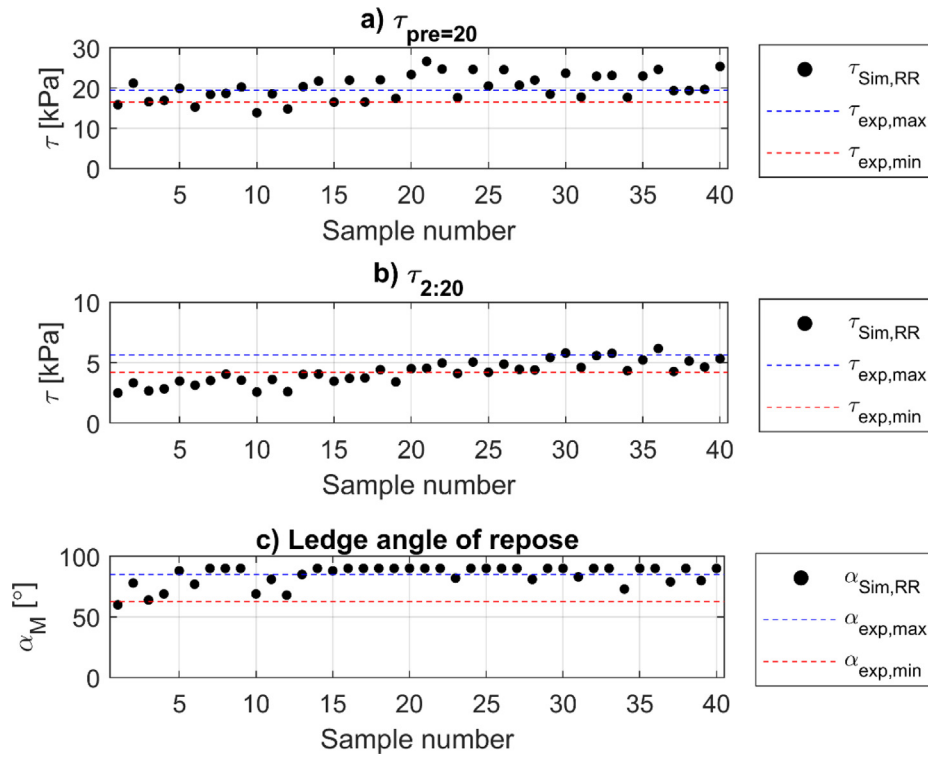 a) τpre=20
30
20
10
0
τ [kPa]
5 10 15 20 25 30 35 40
Sample number
τSim,RR
τexp,max
τexp,min
b) τ2:20
10
5
0
τ [kPa]
5 10 15 20 25 30 35 40
Sample number
τSim,RR
τexp,max
τexp,min
c) Ledge angle of repose
100
50
0
αM [°]
5 10 15 20 25 30 35 40
Sample number
αSim,RR
αexp,max
αexp,min